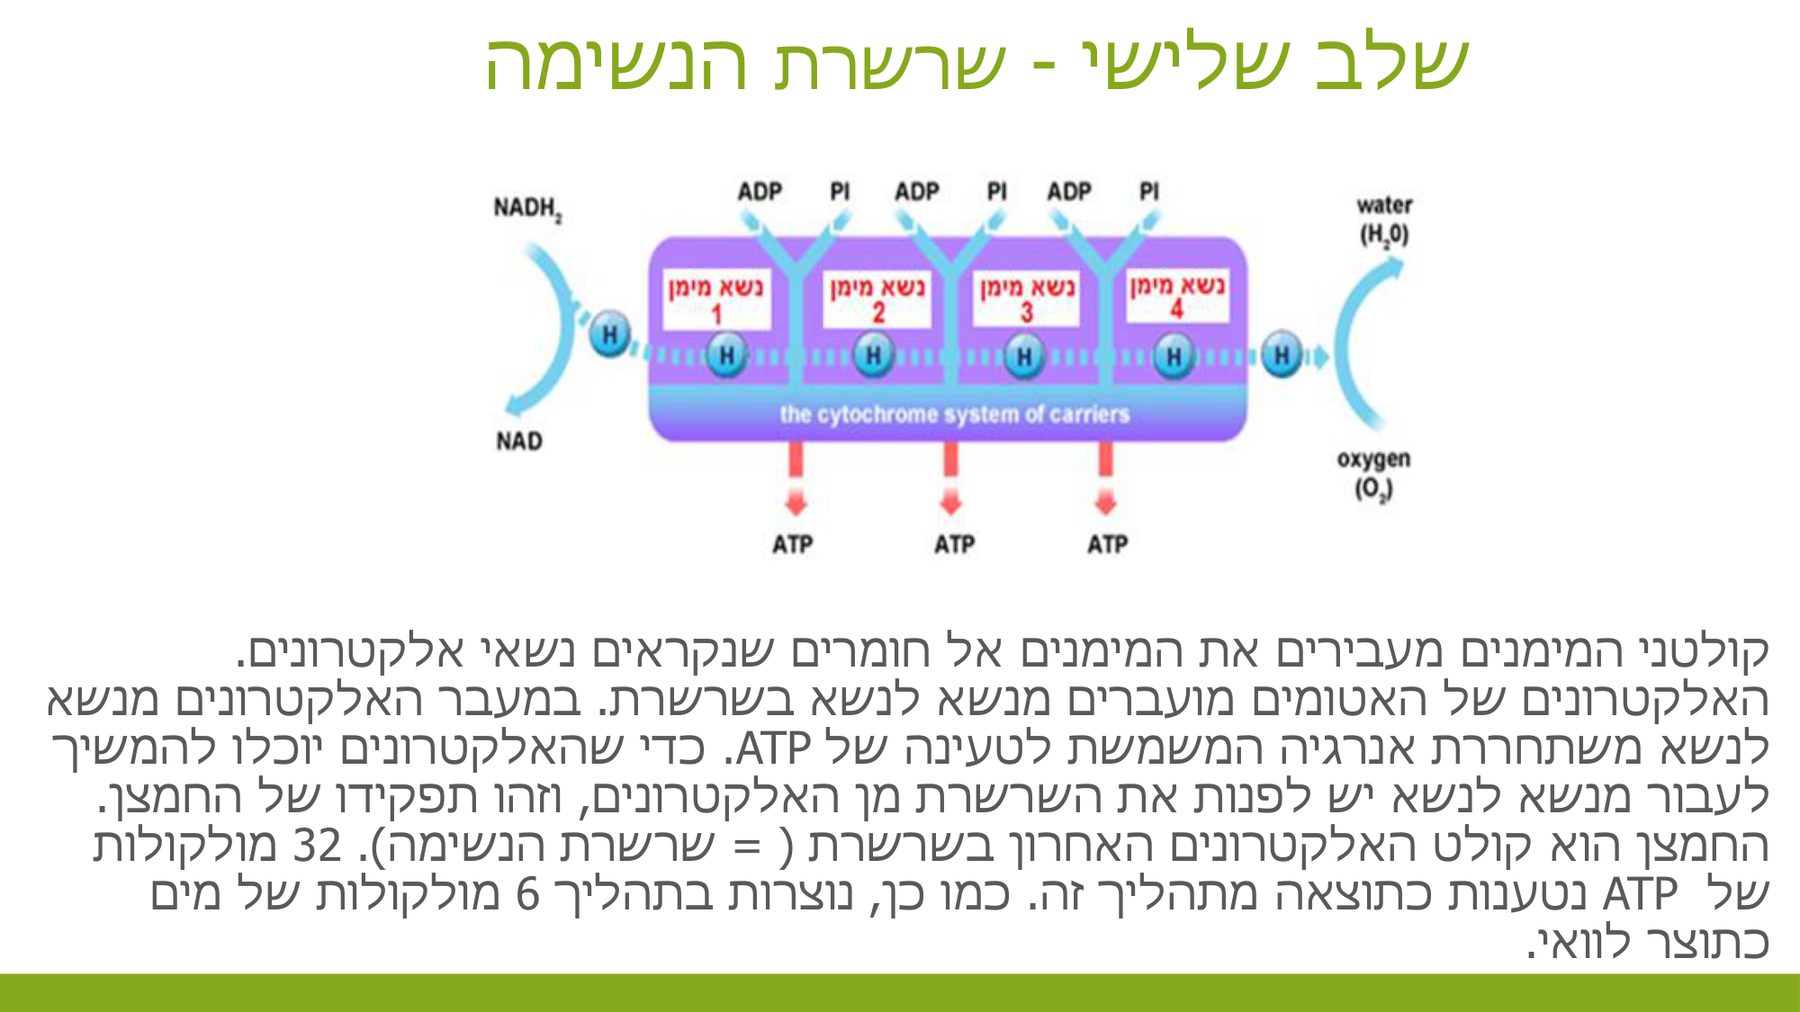 שלב שלישי - שרשרת הנשימה
ADP PI ADP PI ADP PI
NADH₂
water
(H₂0)
נשא מימן
1
נשא מימן
2
נשא מימן
3
נשא מימן
4
H H H H H H
the cytochrome system of carriers
NAD
oxygen
(O₂)
ATP ATP ATP
קולטני המימנים מעבירים את המימנים אל חומרים שנקראים נשאי אלקטרונים.
האלקטרונים של האטומים מועברים מנשא לנשא בשרשרת. במעבר האלקטרונים מנשא
לנשא משתחררת אנרגיה המשמשת לטעינה של ATP. כדי שהאלקטרונים יוכלו להמשיך
לעבור מנשא לנשא יש לפנות את השרשרת מן האלקטרונים, וזהו תפקידו של החמצן.
החמצן הוא קולט האלקטרונים האחרון בשרשרת ( = שרשרת הנשימה). 32 מולקולות
של ATP נטענות כתוצאה מתהליך זה. כמו כן, נוצרות בתהליך 6 מולקולות של מים
כתוצר לוואי.